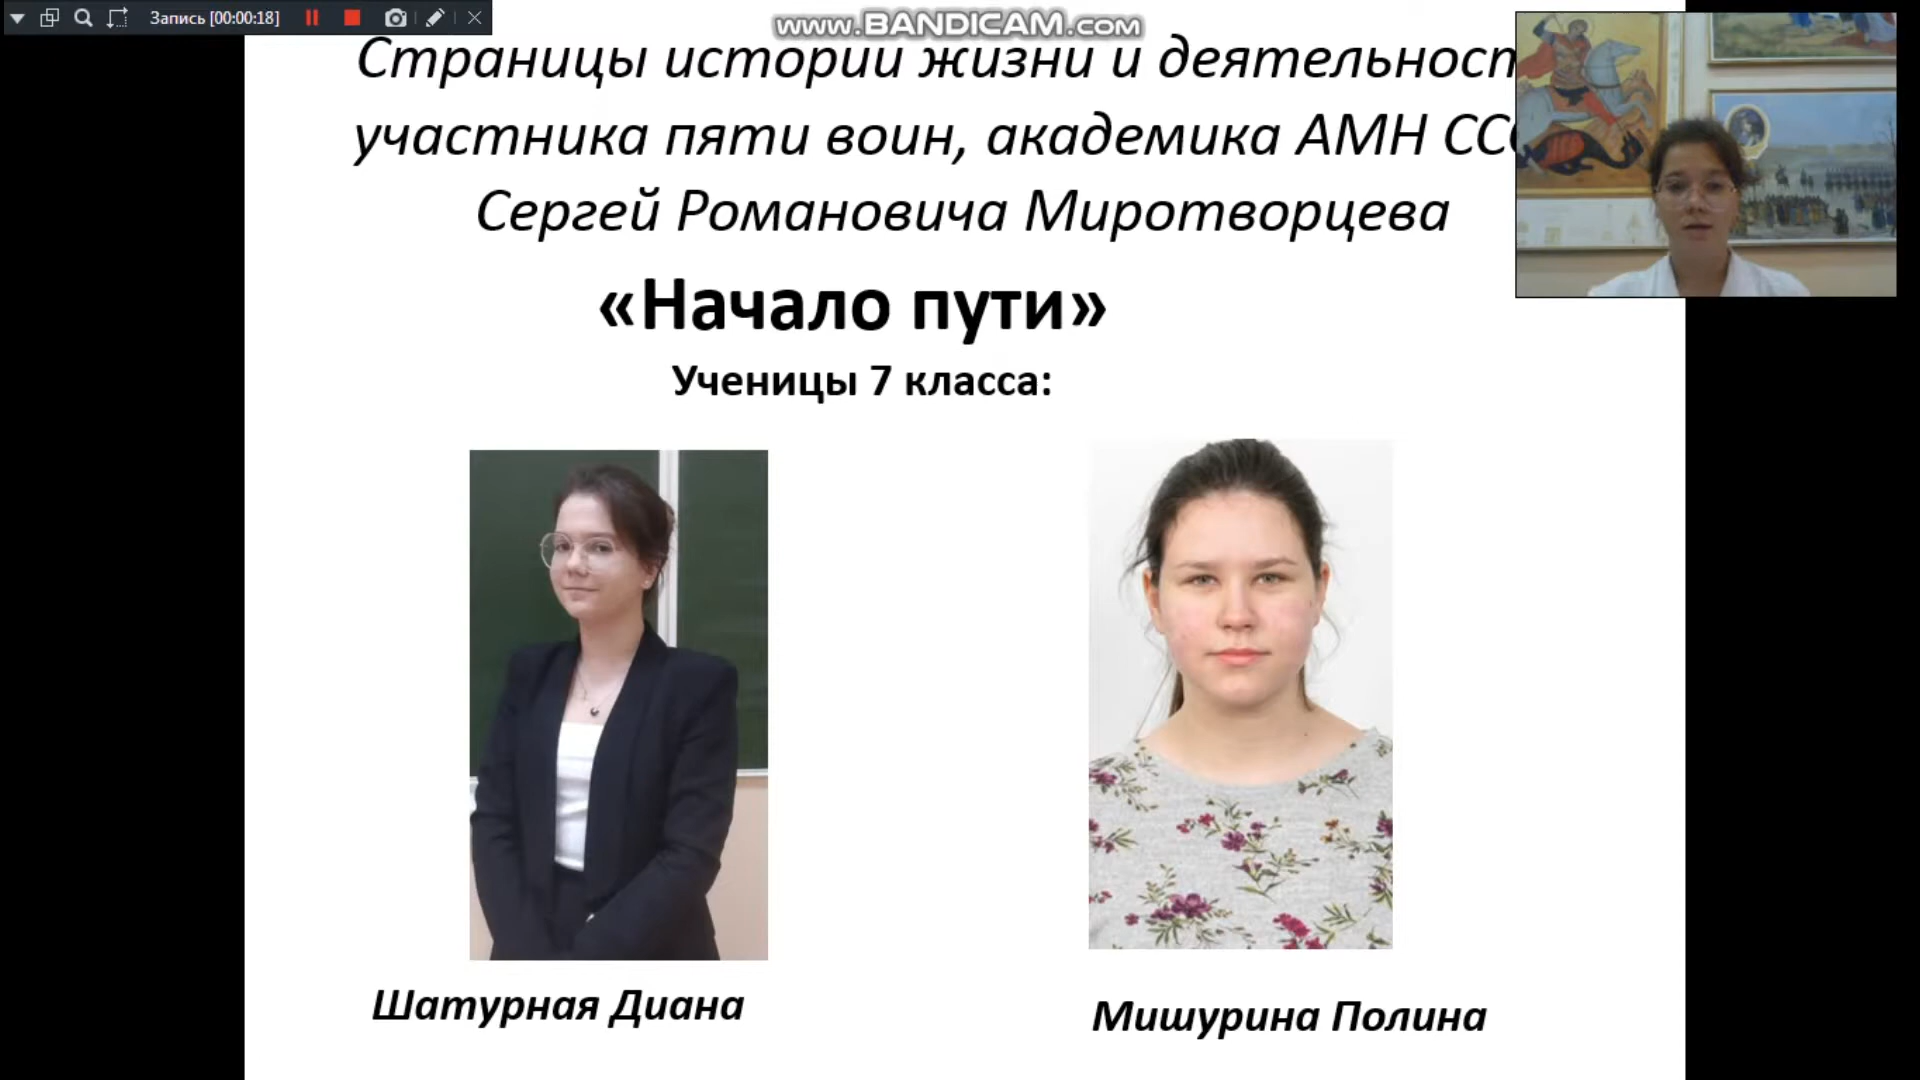 Запись [00:00:18]
www.BANDICAM.com
Страницы истории жизни и деятельност
участника пяти воин, академика АМН ССС
Сергей Романовича Миротворцева
«Начало пути»
Ученицы 7 класса:
Шатурная Диана
Мишурина Полина